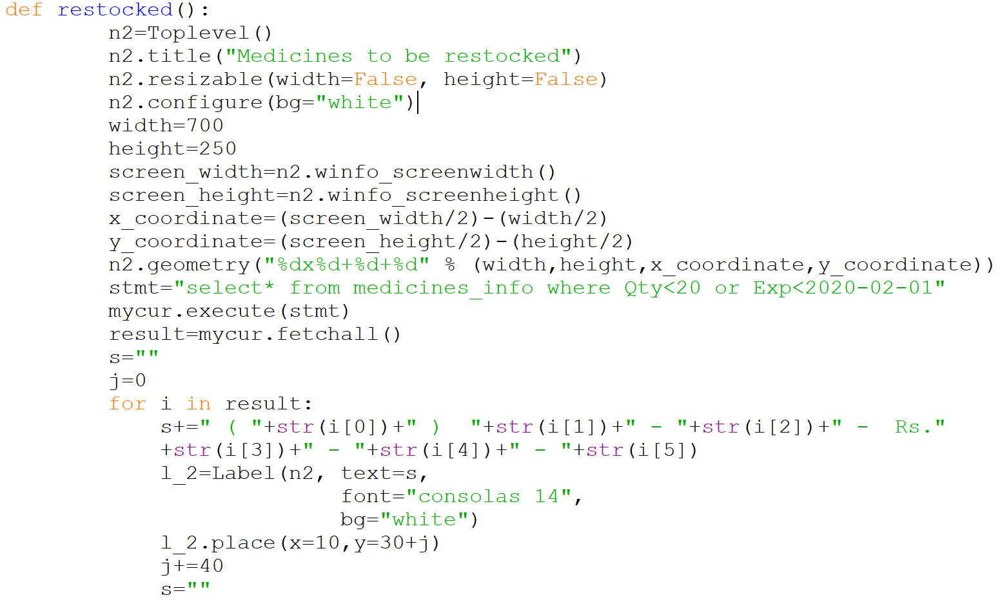 def restocked():
        n2=Toplevel()
        n2.title("Medicines to be restocked")
        n2.resizable(width=False, height=False)
        n2.configure(bg="white")
        width=700
        height=250
        screen_width=n2.winfo_screenwidth()
        screen_height=n2.winfo_screenheight()
        x_coordinate=(screen_width/2)-(width/2)
        y_coordinate=(screen_height/2)-(height/2)
        n2.geometry("%dx%d+%d+%d" % (width,height,x_coordinate,y_coordinate))
        stmt="select* from medicines_info where Qty<20 or Exp<2020-02-01"
        mycur.execute(stmt)
        result=mycur.fetchall()
        s=""
        j=0
        for i in result:
            s+=" ( "+str(i[0])+" )  "+str(i[1])+" - "+str(i[2])+" -  Rs."
            +str(i[3])+" - "+str(i[4])+" - "+str(i[5])
            l_2=Label(n2, text=s,
                          font="consolas 14",
                          bg="white")
            l_2.place(x=10,y=30+j)
            j+=40
            s=""